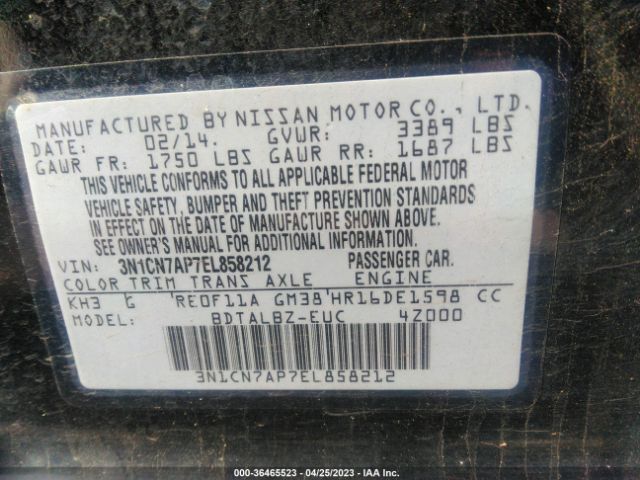 MANUFACTURED BY NISSAN MOTOR CO., LTD.
DATE: 02/14. GVWR: 3389 LBS
GAWR FR: 1750 LBS GAWR RR: 1687 LBS
THIS VEHICLE CONFORMS TO ALL APPLICABLE FEDERAL MOTOR
VEHICLE SAFETY, BUMPER AND THEFT PREVENTION STANDARDS
IN EFFECT ON THE DATE OF MANUFACTURE SHOWN ABOVE.
SEE OWNER'S MANUAL FOR ADDITIONAL INFORMATION.
VIN: 3N1CN7AP7EL858212 PASSENGER CAR.
COLOR TRIM TRANS AXLE ENGINE
KH3 G RE0F11A GM38 HR16DE1598 CC
MODEL: BDTALBZ-EUC 4Z000
3N1CN7AP7EL858212
000-36465523 - 04/25/2023 - IAA Inc.